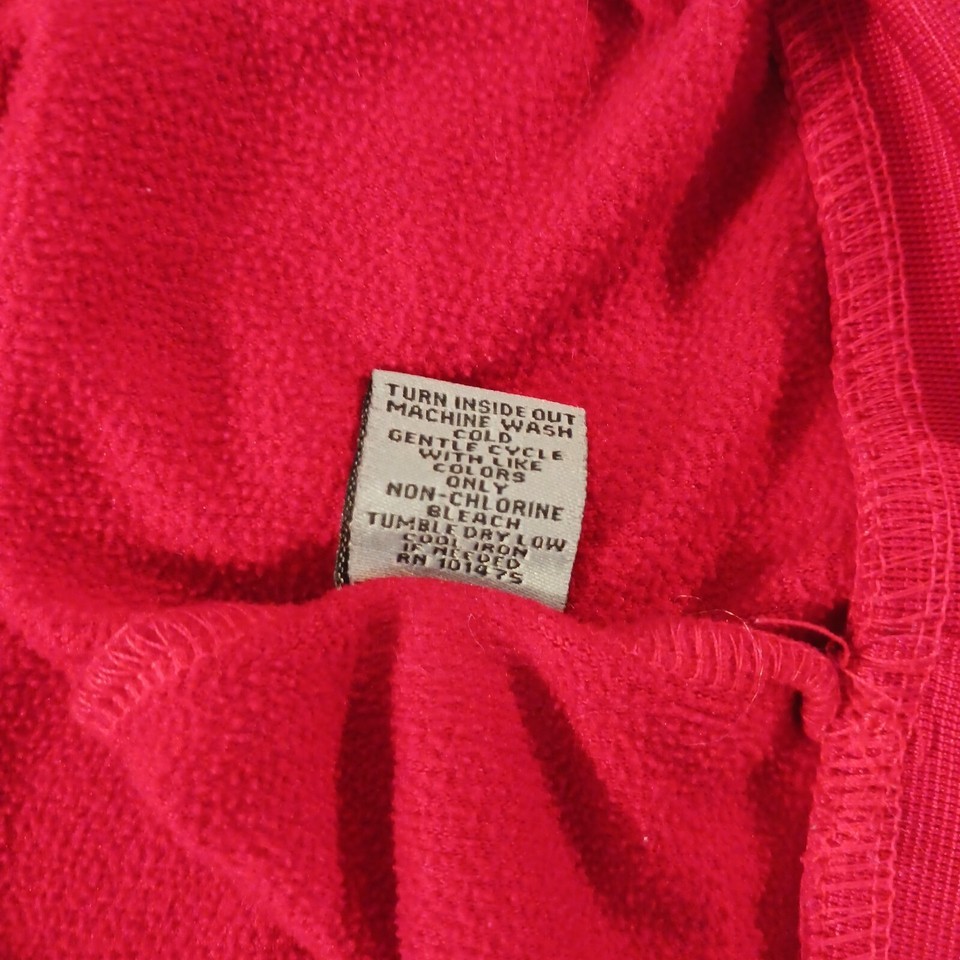 TURN INSIDE OUT
MACHINE WASH
COLD
GENTLE CYCLE
WITH LIKE
COLORS
ONLY
NON-CHLORINE
BLEACH
TUMBLE DRY LOW
COOL IRON
IF NEEDED
RN 101475